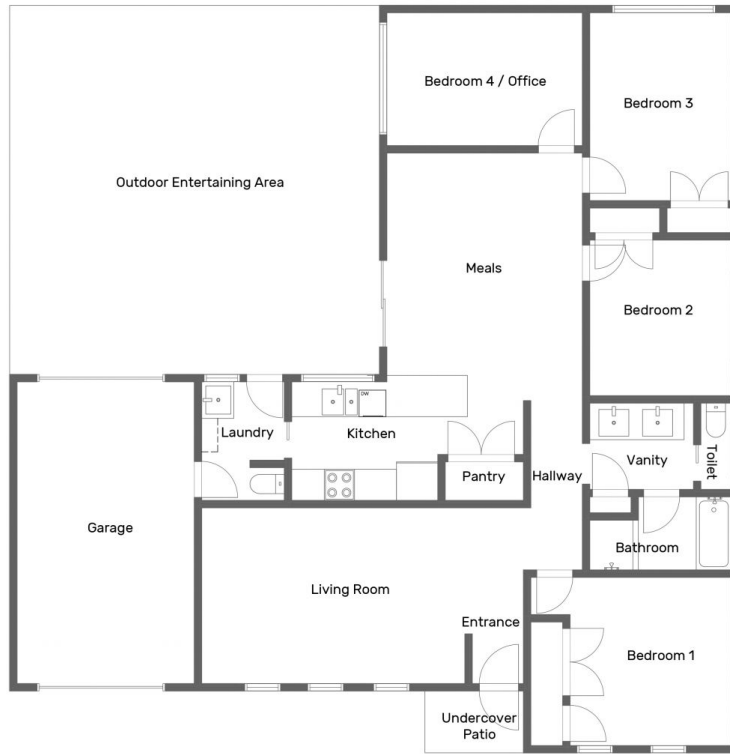 Bedroom 4 / Office
Bedroom 3
Outdoor Entertaining Area
Meals
Bedroom 2
DW
Laundry
Kitchen
Vanity
Toilet
Pantry
Hallway
Garage
Bathroom
Living Room
Entrance
Bedroom 1
Undercover
Patio